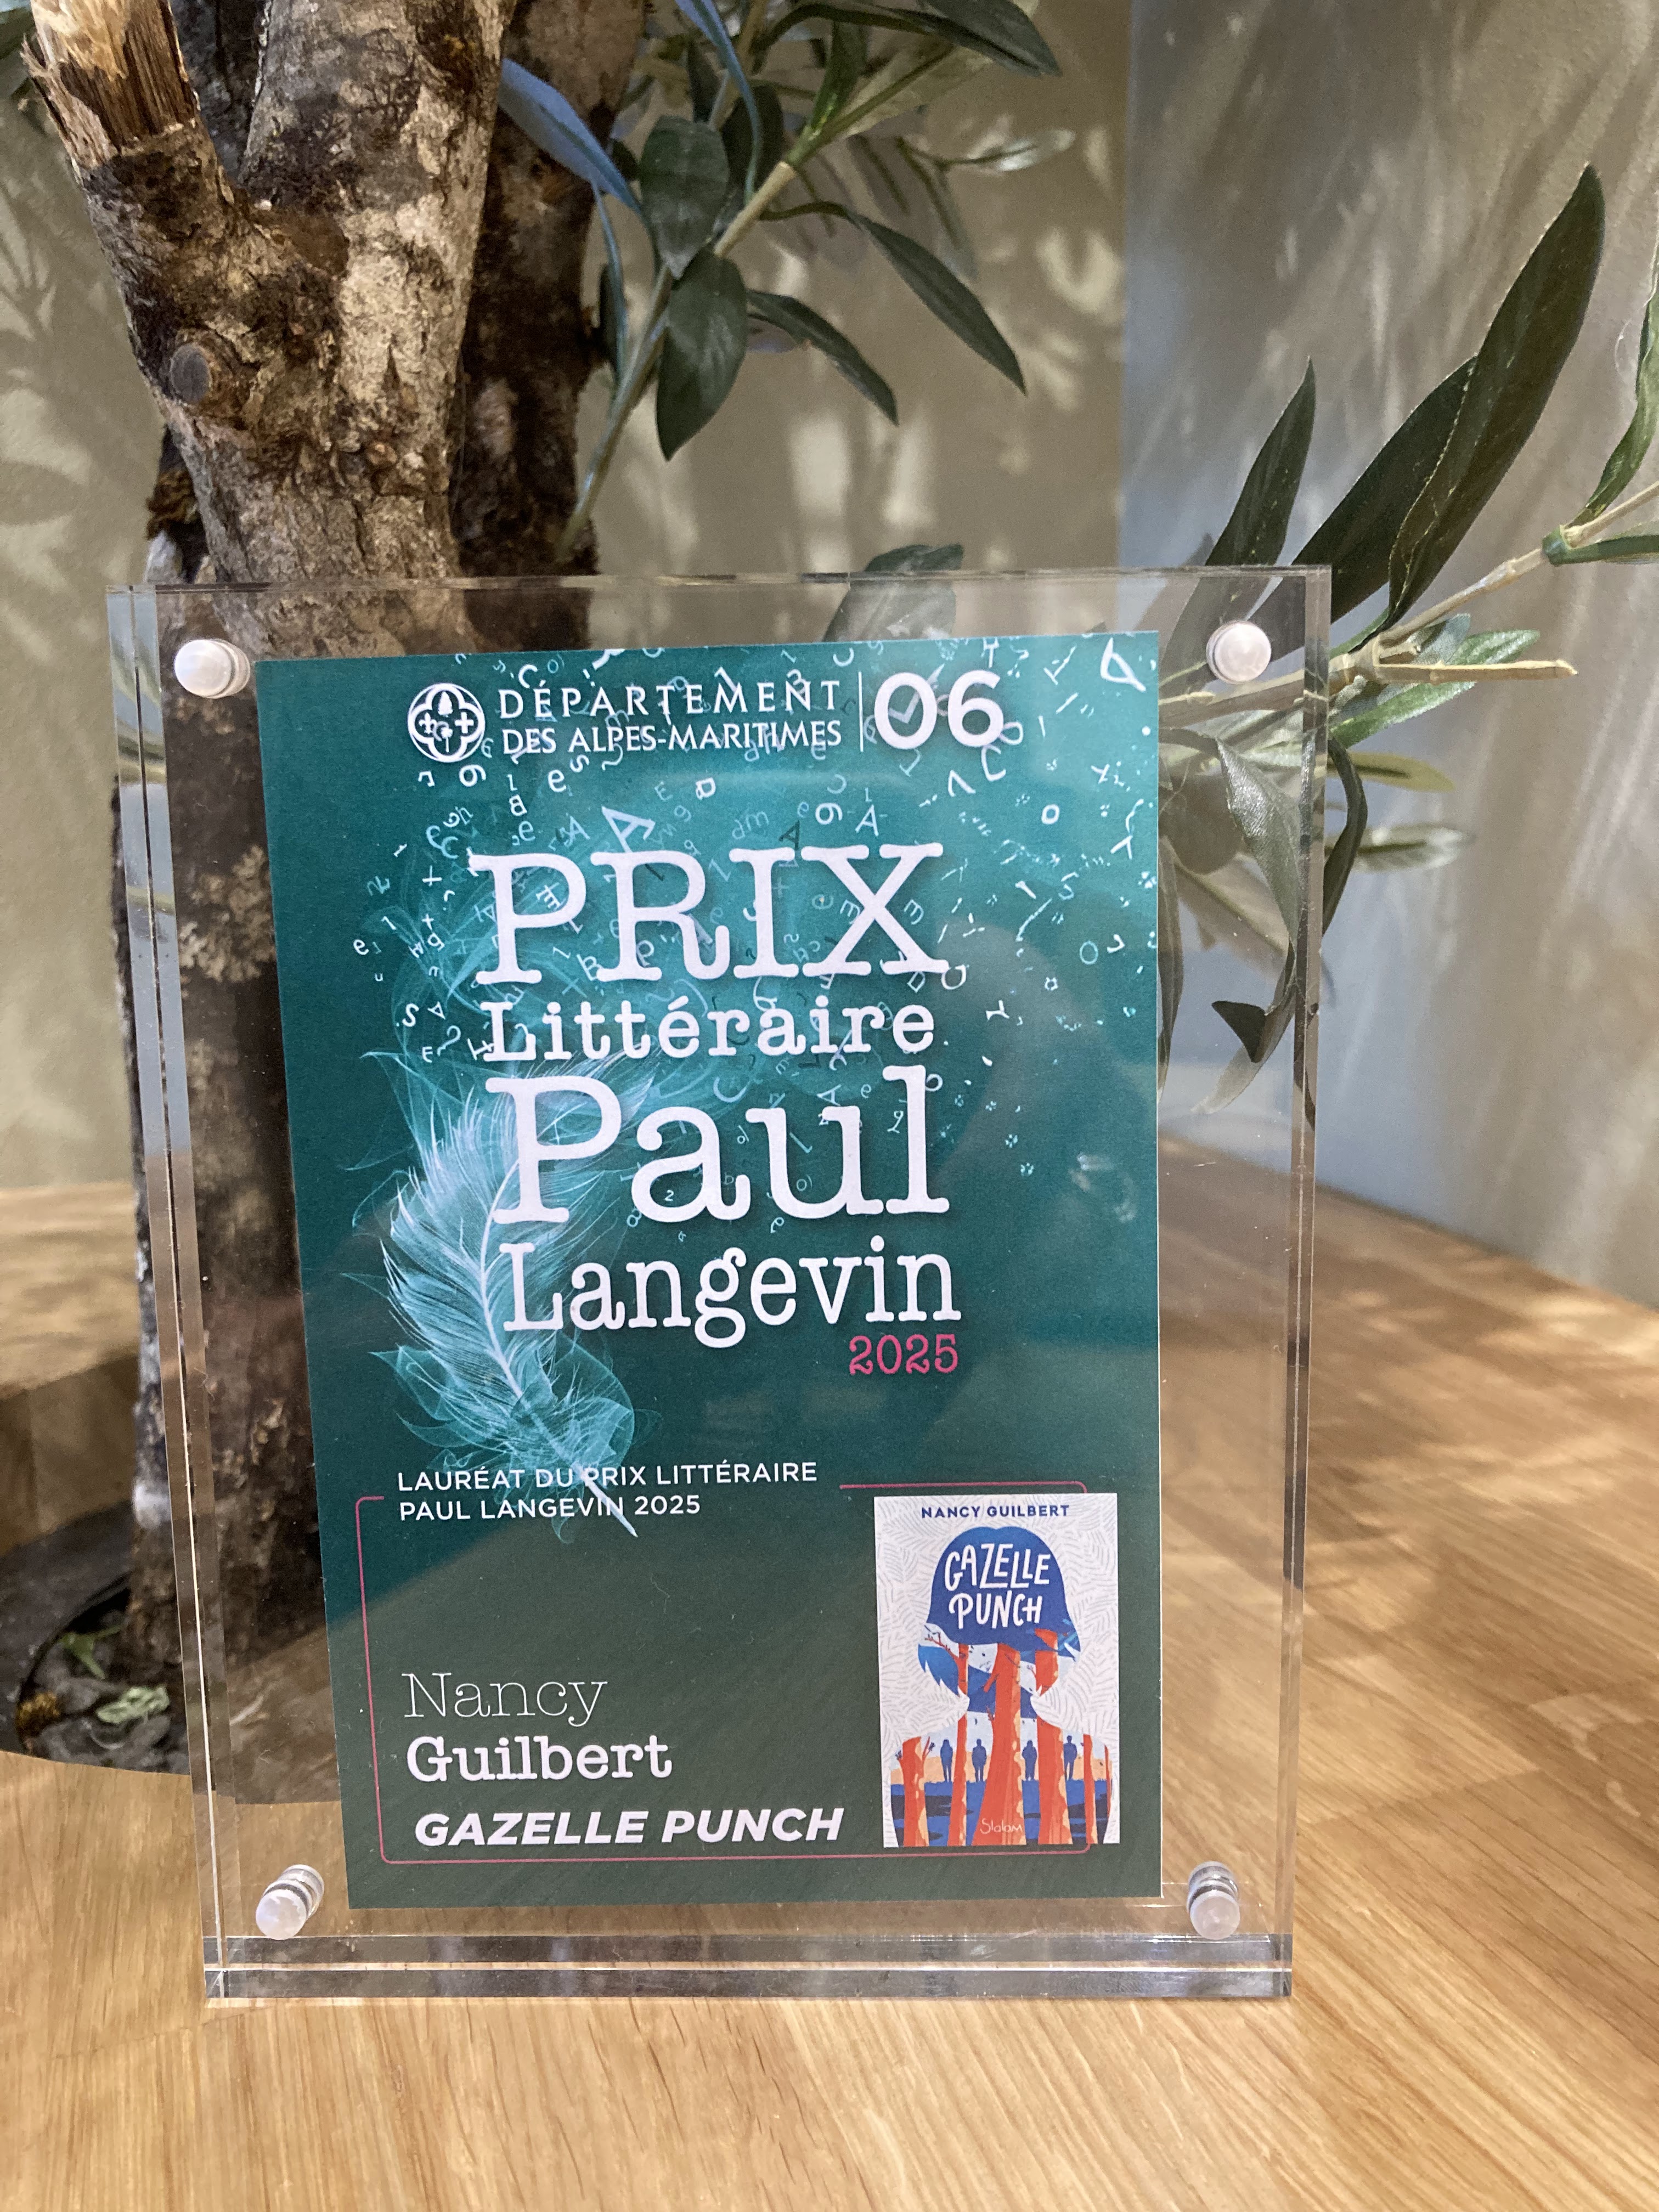 DÉPARTEMENT
DES ALPES-MARITIMES
06
PRIX
Littéraire
Paul
Langevin
2025
LAURÉAT DU PRIX LITTÉRAIRE
PAUL LANGEVIN 2025
Nancy
Guilbert
GAZELLE PUNCH
NANCY GUILBERT
GAZELLE
PUNCH
Slalom